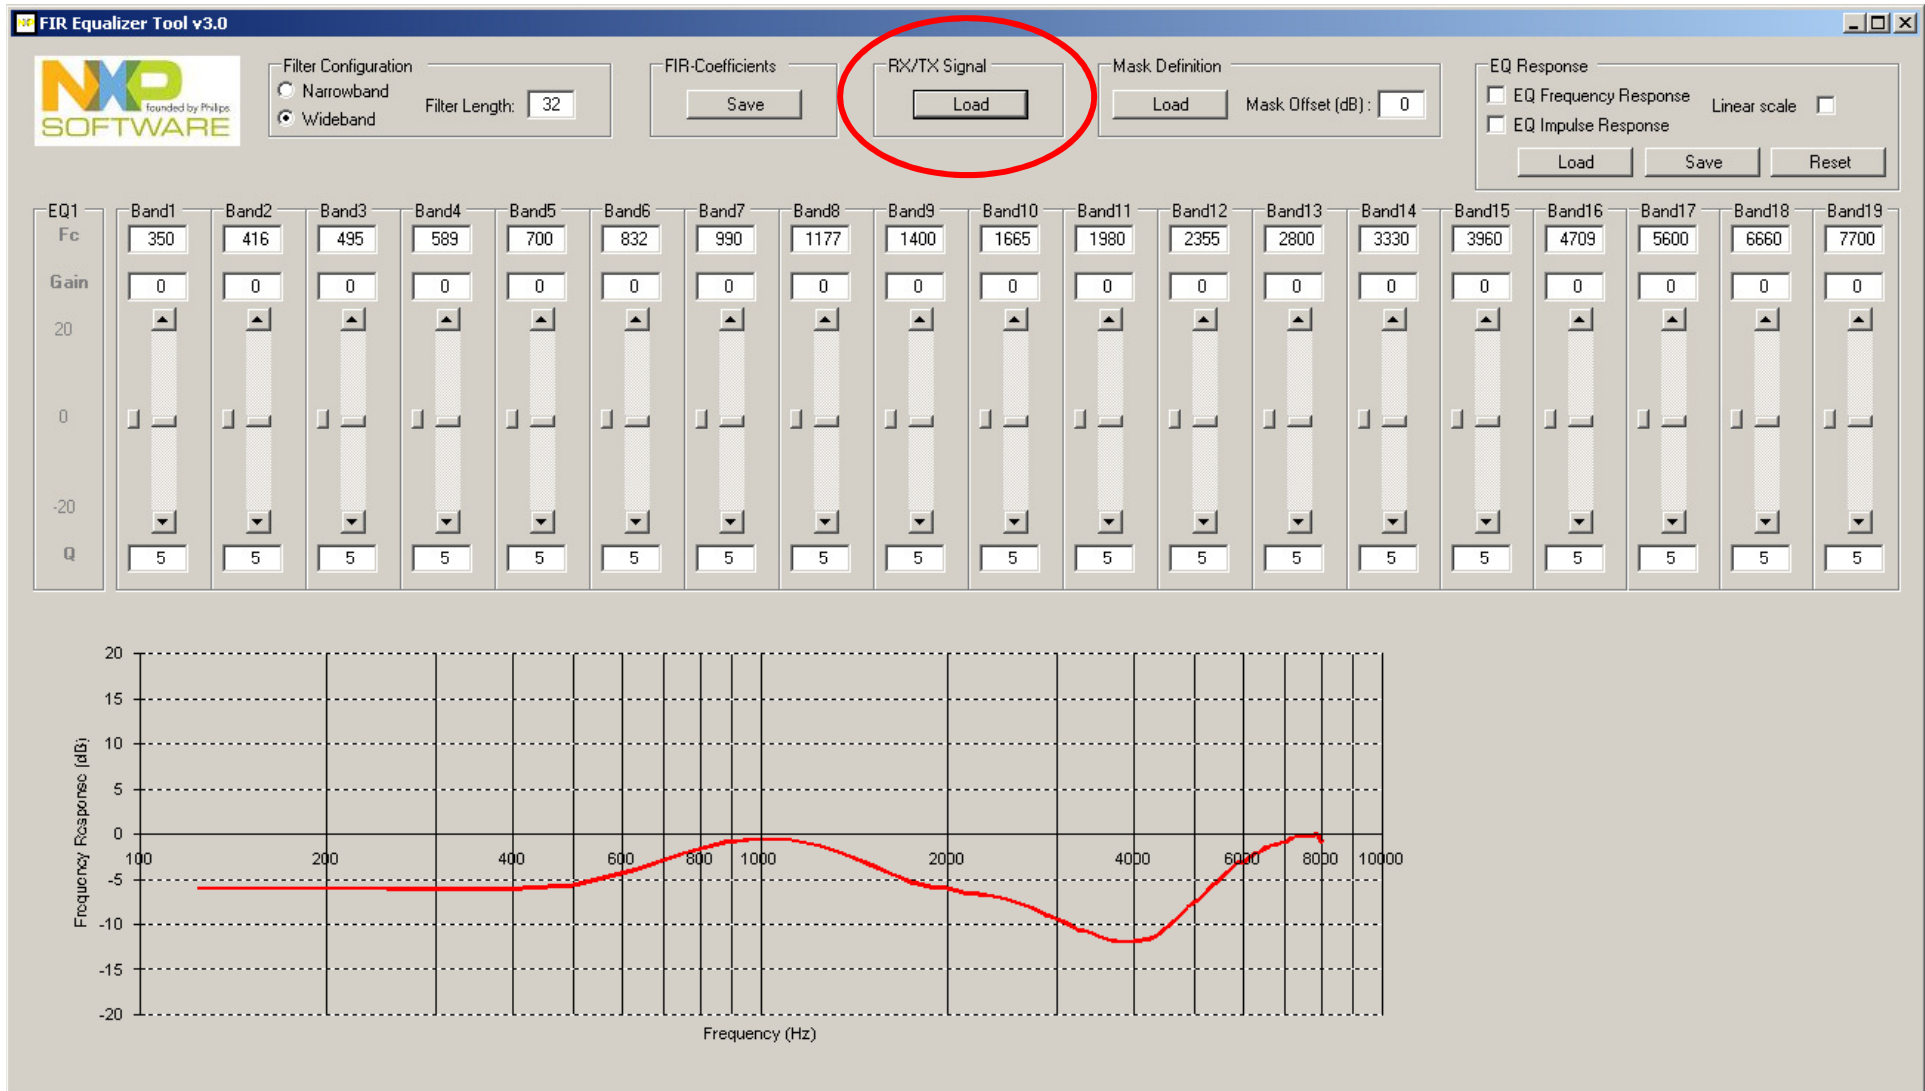 FIR Equalizer Tool v3.0
NXP
founded by Philips
SOFTWARE
Filter Configuration
Narrowband
Wideband
Filter Length: 32
FIR-Coefficients
Save
RX/TX Signal
Load
Mask Definition
Load
Mask Offset (dB) : 0
EQ Response
EQ Frequency Response
Linear scale
EQ Impulse Response
Load Save Reset
EQ1 Band1 Band2 Band3 Band4 Band5 Band6 Band7 Band8 Band9 Band10 Band11 Band12 Band13 Band14 Band15 Band16 Band17 Band18 Band19
Fc 350 416 495 589 700 832 990 1177 1400 1665 1980 2355 2800 3330 3960 4709 5600 6660 7700
Gain 0 0 0 0 0 0 0 0 0 0 0 0 0 0 0 0 0 0 0
20
0
-20
Q 5 5 5 5 5 5 5 5 5 5 5 5 5 5 5 5 5 5 5
Frequency Response (dB)
20
15
10
5
0
-5
-10
-15
-20
100 200 400 600 800 1000 2000 4000 6000 8000 10000
Frequency (Hz)